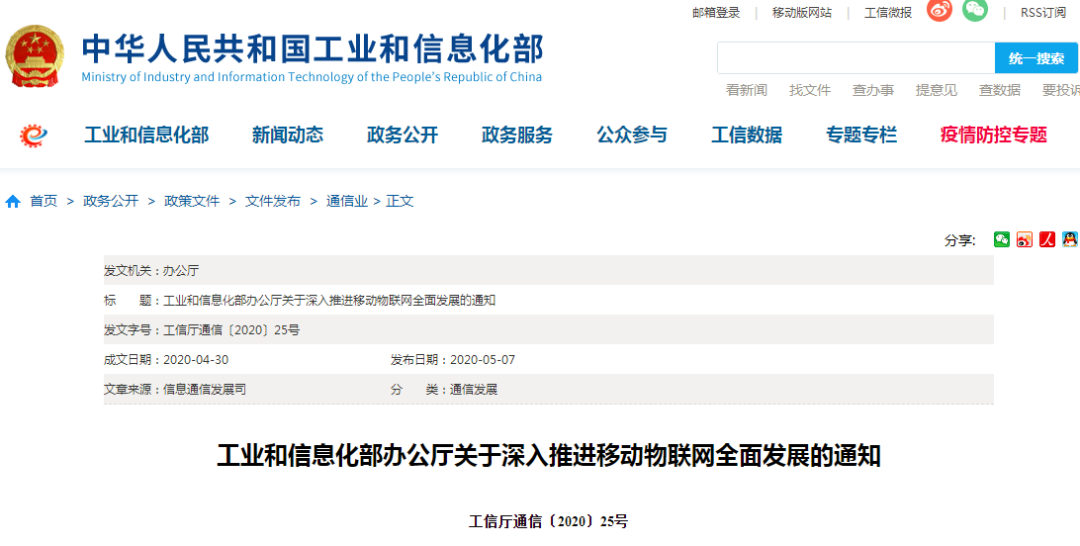 邮箱登录 | 移动版网站 | 工信微报 | RSS订阅
中华人民共和国工业和信息化部
Ministry of Industry and Information Technology of the People's Republic of China
统一搜索
看新闻 找文件 查办事 提意见 查数据 要投诉
工业和信息化部 新闻动态 政务公开 政务服务 公众参与 工信数据 专题专栏 疫情防控专题
首页 > 政务公开 > 政策文件 > 文件发布 > 通信业 > 正文
分享:
发文机关：办公厅
标 题：工业和信息化部办公厅关于深入推进移动物联网全面发展的通知
发文字号：工信厅通信〔2020〕25号
成文日期：2020-04-30 发布日期：2020-05-07
文章来源：信息通信发展司 分 类：通信发展
工业和信息化部办公厅关于深入推进移动物联网全面发展的通知
工信厅通信〔2020〕25号